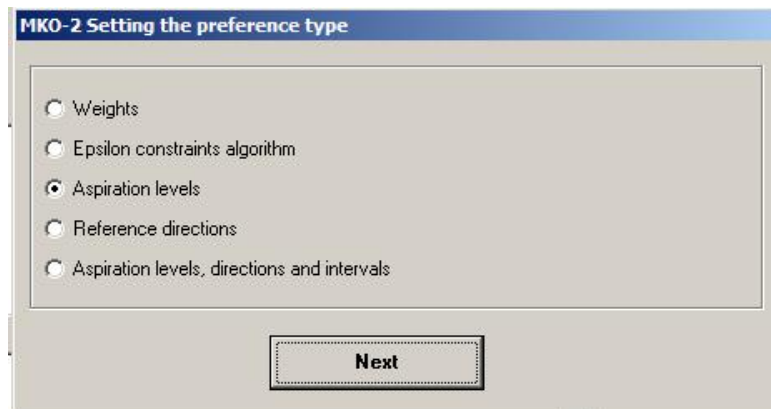 MKO-2 Setting the preference type
Weights
Epsilon constraints algorithm
Aspiration levels
Reference directions
Aspiration levels, directions and intervals
Next